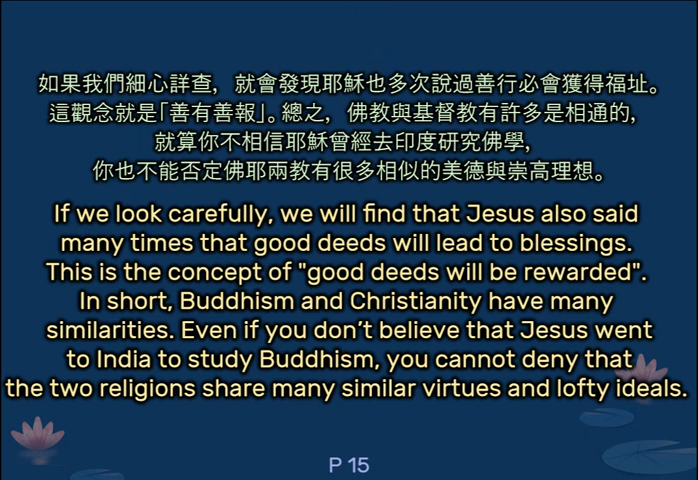 如果我們細心詳查，就會發現耶穌也多次說過善行必會獲得福址。
這觀念就是「善有善報」。總之，佛教與基督教有許多是相通的，
就算你不相信耶穌曾經去印度研究佛學，
你也不能否定佛耶兩教有很多相似的美德與崇高理想。
If we look carefully, we will find that Jesus also said
many times that good deeds will lead to blessings.
This is the concept of "good deeds will be rewarded".
In short, Buddhism and Christianity have many
similarities. Even if you don’t believe that Jesus went
to India to study Buddhism, you cannot deny that
the two religions share many similar virtues and lofty ideals.
P 15